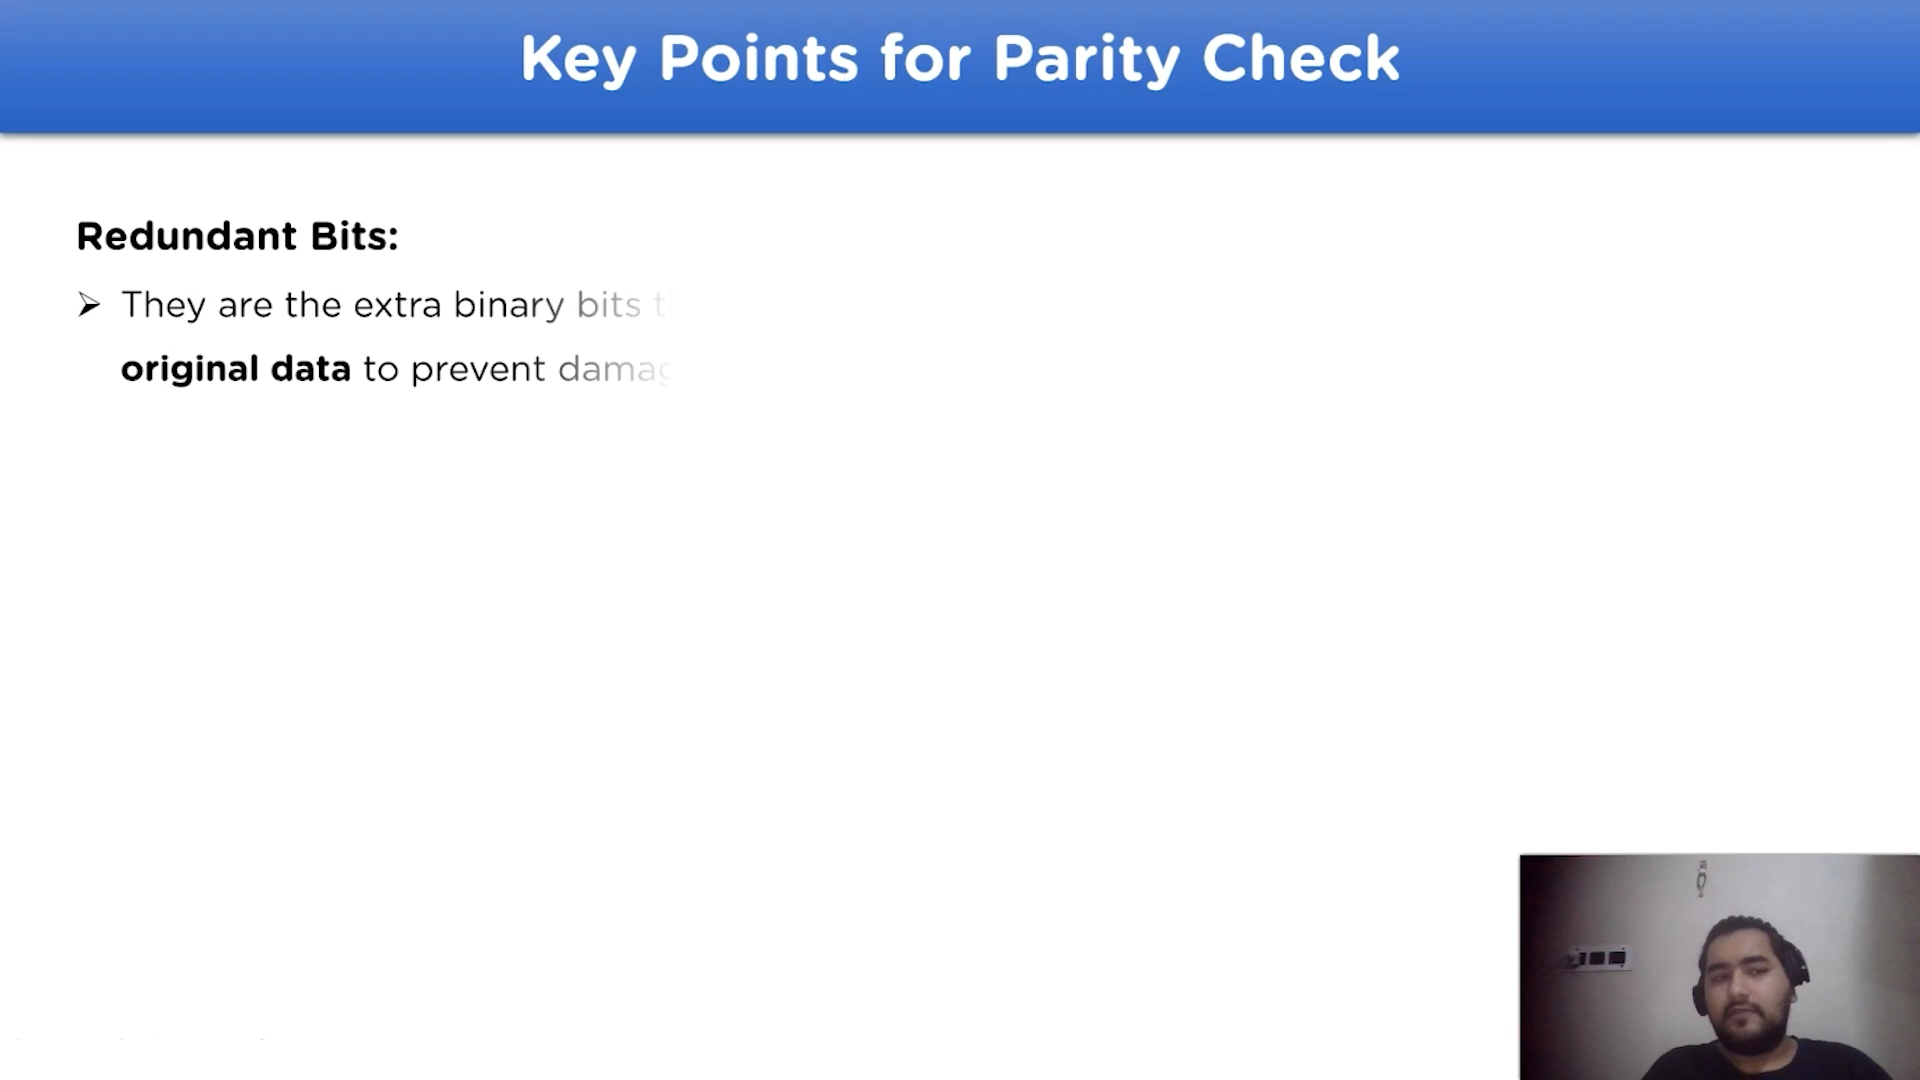 Key Points for Parity Check
Redundant Bits:
They are the extra binary bits
original data to prevent